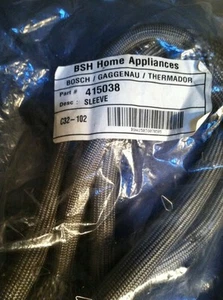 BSH Home Appliances
BOSCH / GAGGENAU / THERMADOR
Part # 415038
Desc : SLEEVE
C32-102